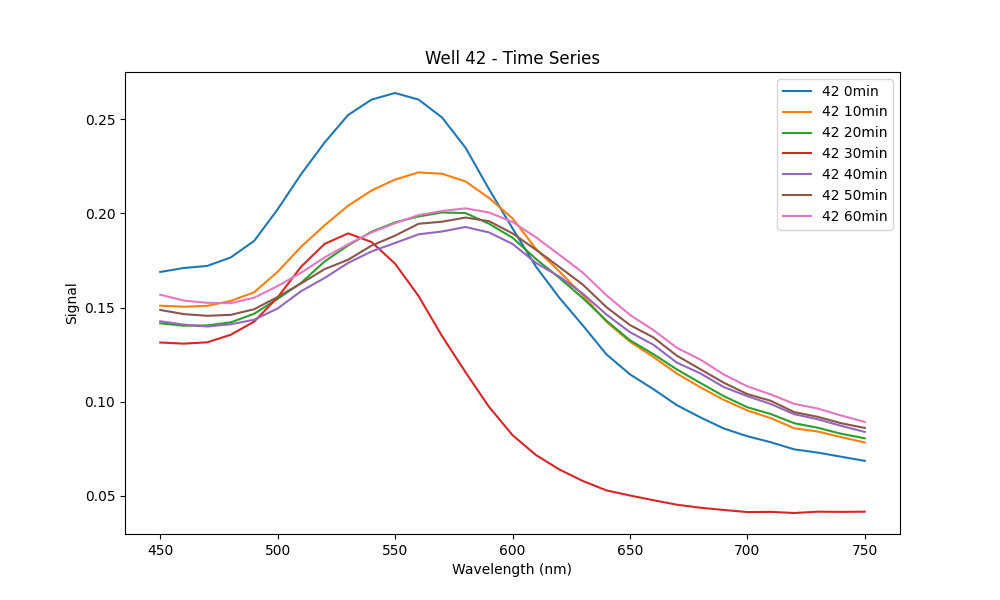 Well 42 - Time Series
42 0min
42 10min
42 20min
42 30min
42 40min
42 50min
42 60min
Signal
0.25
0.20
0.15
0.10
0.05
450 500 550 600 650 700 750
Wavelength (nm)